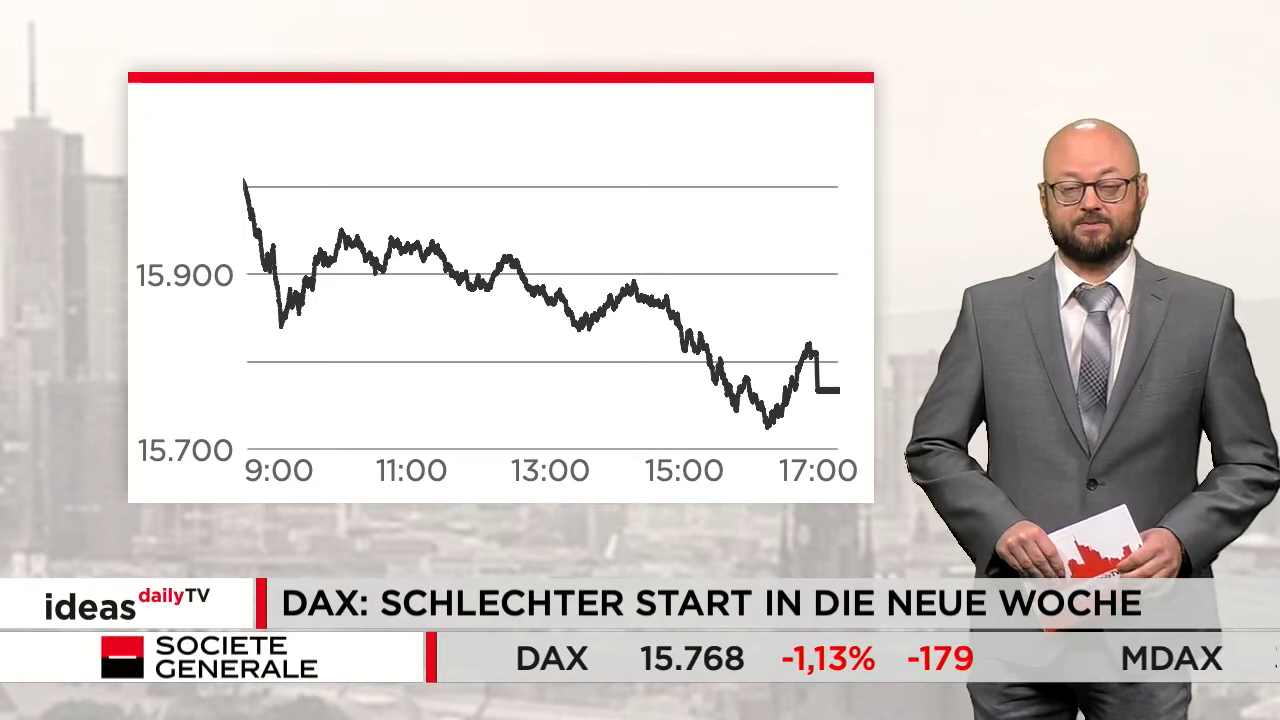 15.900
15.700
9:00 11:00 13:00 15:00 17:00
ideas dailyTV
DAX: SCHLECHTER START IN DIE NEUE WOCHE
SOCIETE
GENERALE
DAX 15.768 -1,13% -179 MDAX